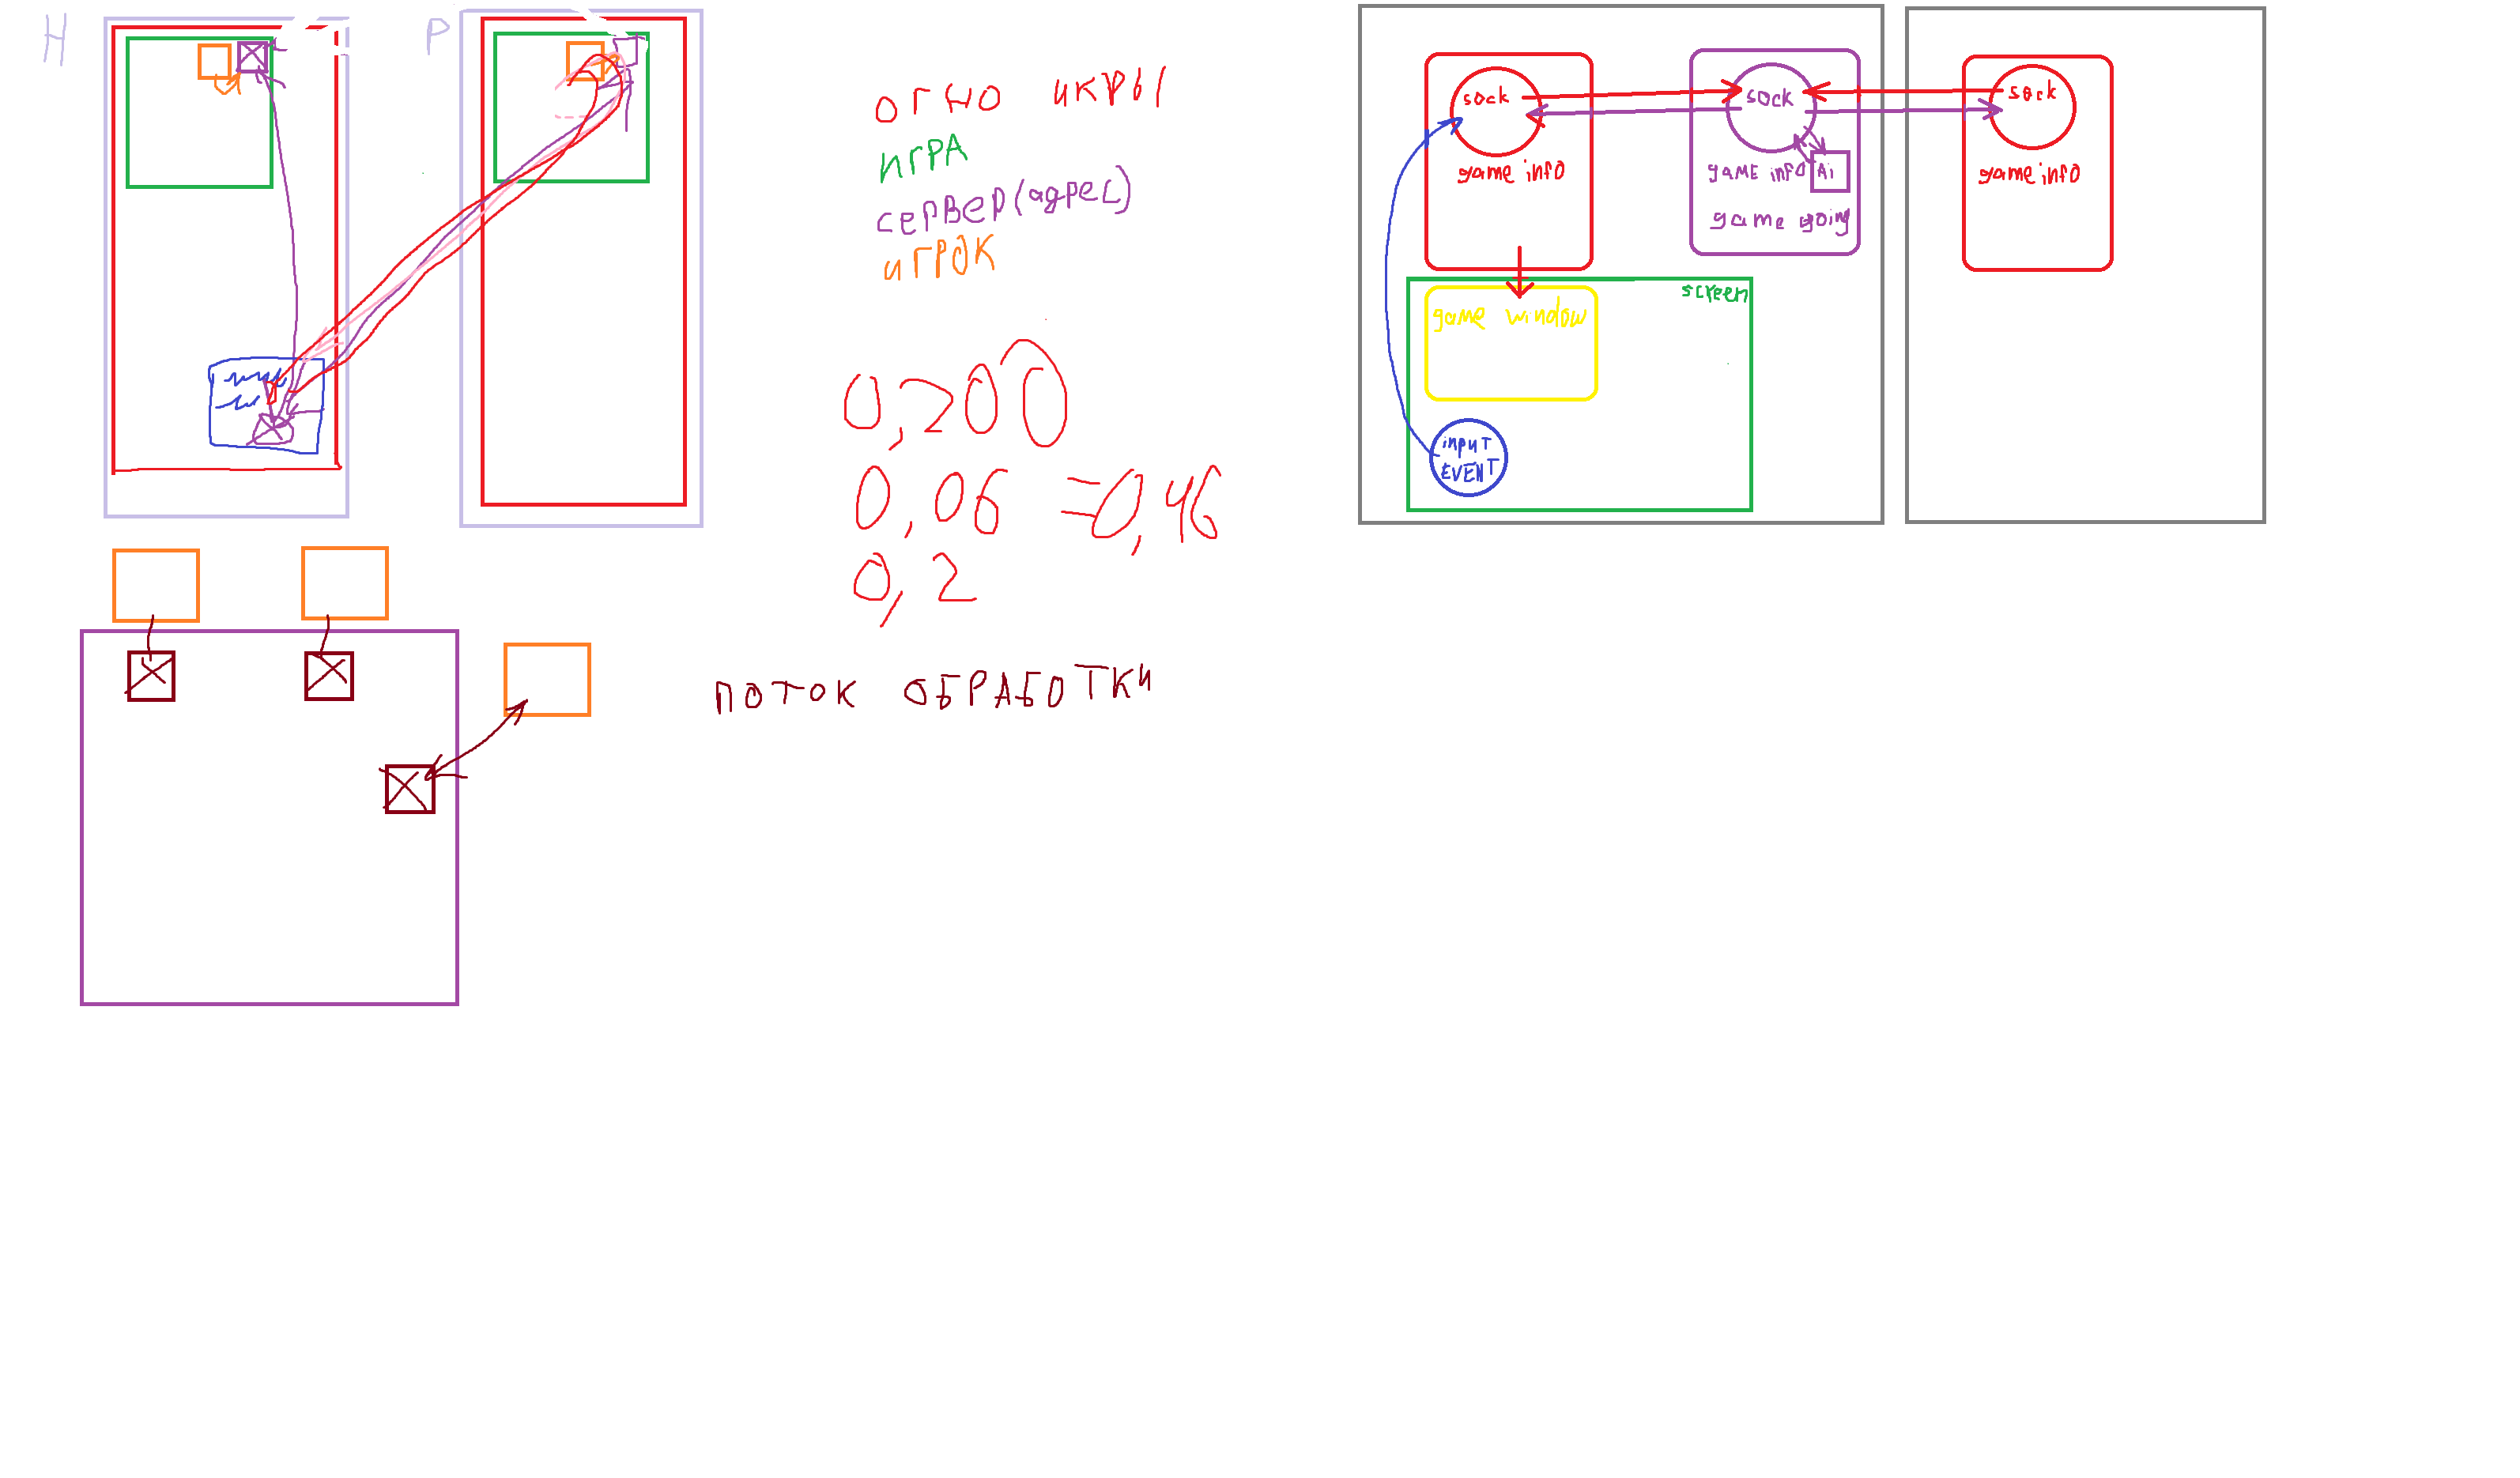 H
P
огно икры
ИГРА
сервер(адрес)
игрок
0,200
0,06 =0,46
0,2
поток обработки
sock
game info
sock
game info
Ai
game going
sock
game info
screen
game window
input
EVENT